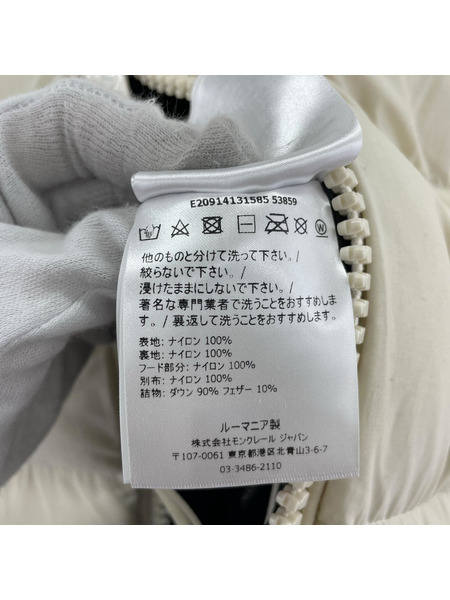 E20914131585 53859
他のものと分けて洗って下さい。/
絞らないで下さい。/
浸けたままにしないで下さい。/
著名な専門業者で洗うことをおすすめしま
す。/ 裏返して洗うことをおすすめします。
表地: ナイロン 100%
裏地: ナイロン 100%
フード部分: ナイロン 100%
別布: ナイロン 100%
詰物: ダウン 90% フェザー 10%
ルーマニア製
株式会社モンクレール ジャパン
〒107-0061 東京都港区北青山3-6-7
03-3486-2110